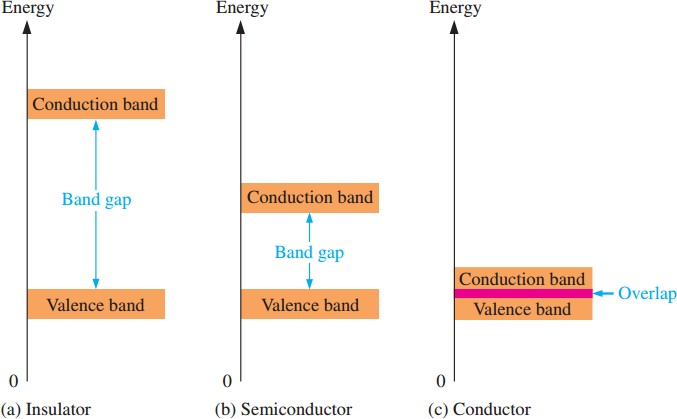 Energy
Conduction band
Band gap
Valence band
0
(a) Insulator
Energy
Conduction band
Band gap
Valence band
0
(b) Semiconductor
Energy
Conduction band
Overlap
Valence band
0
(c) Conductor